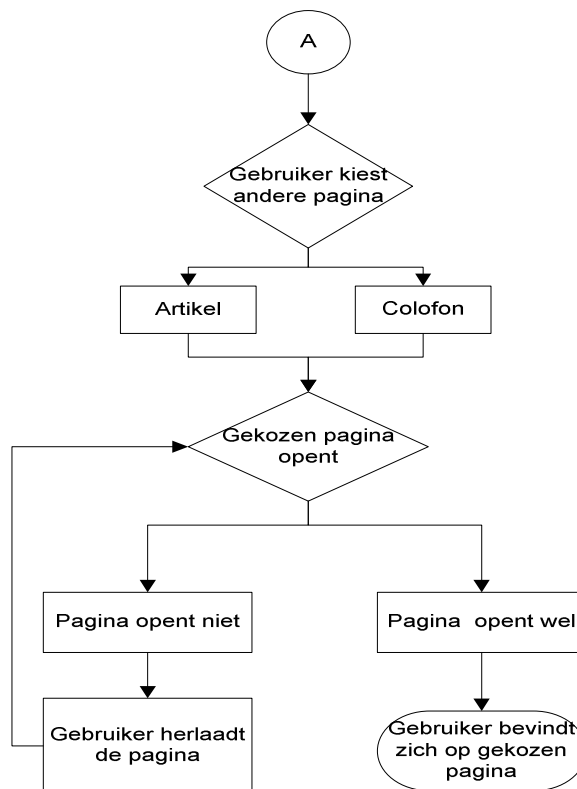 A
Gebruiker kiest
andere pagina
Artikel
Colofon
Gekozen pagina
opent
Pagina opent niet
Pagina opent wel
Gebruiker herlaadt
de pagina
Gebruiker bevindt
zich op gekozen
pagina